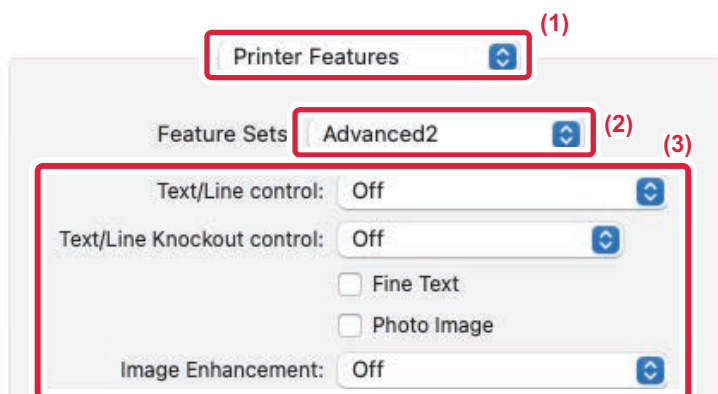 (1)
Printer Features
Feature Sets Advanced2 (2)
(3)
Text/Line control: Off
Text/Line Knockout control: Off
Fine Text
Photo Image
Image Enhancement: Off